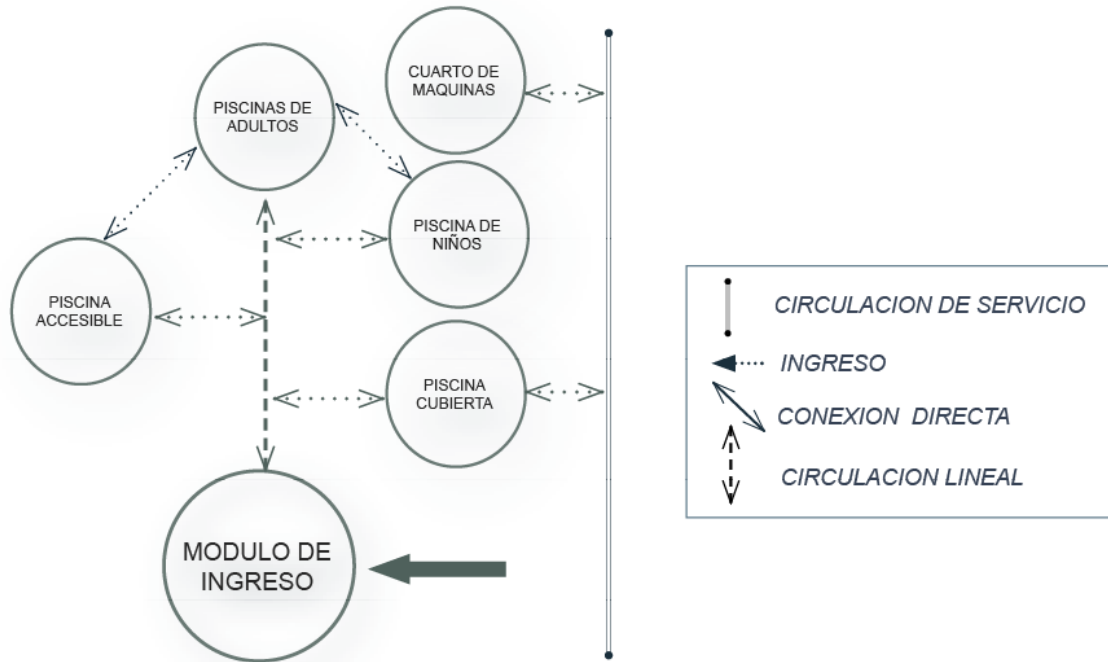 CUARTO DE
MAQUINAS
PISCINAS DE
ADULTOS
PISCINA DE
NIÑOS
PISCINA
ACCESIBLE
PISCINA
CUBIERTA
MODULO DE
INGRESO
CIRCULACION DE SERVICIO
INGRESO
CONEXION DIRECTA
CIRCULACION LINEAL